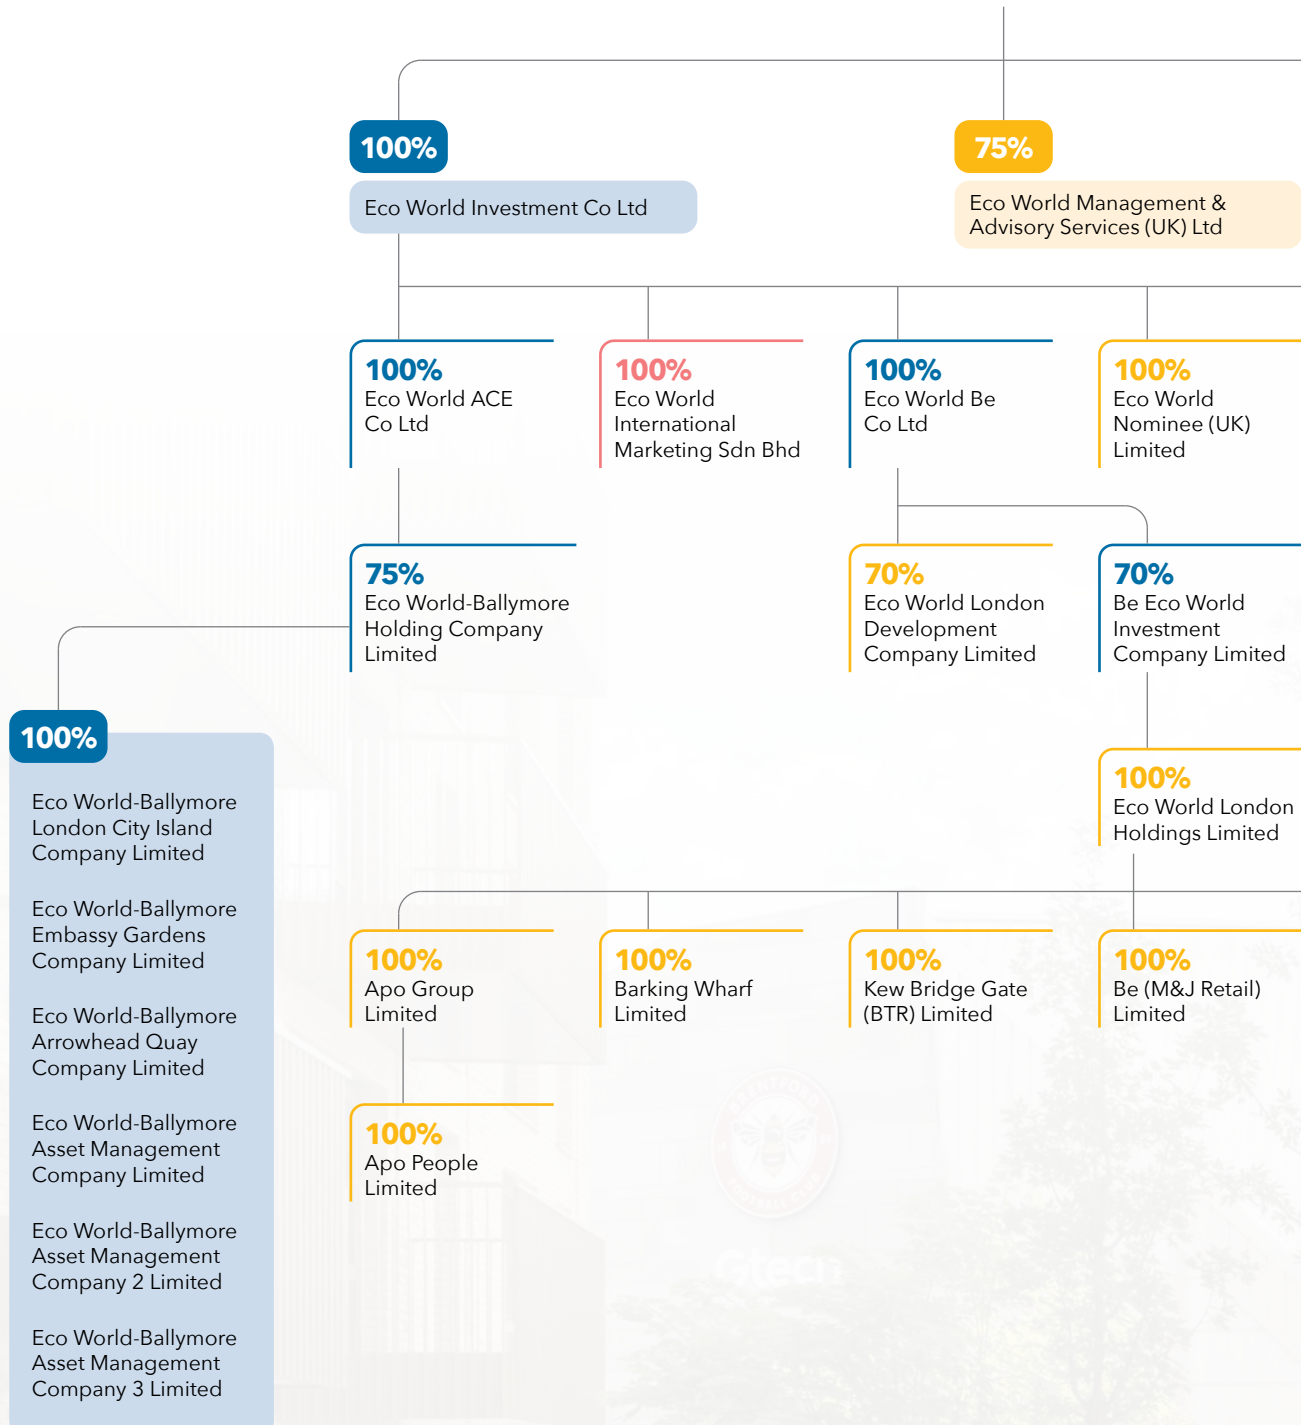 100%
Eco World Investment Co Ltd
75%
Eco World Management &
Advisory Services (UK) Ltd
100%
Eco World ACE
Co Ltd
100%
Eco World
International
Marketing Sdn Bhd
100%
Eco World Be
Co Ltd
100%
Eco World
Nominee (UK)
Limited
75%
Eco World-Ballymore
Holding Company
Limited
70%
Eco World London
Development
Company Limited
70%
Be Eco World
Investment
Company Limited
100%
Eco World-Ballymore
London City Island
Company Limited
Eco World-Ballymore
Embassy Gardens
Company Limited
Eco World-Ballymore
Arrowhead Quay
Company Limited
Eco World-Ballymore
Asset Management
Company Limited
Eco World-Ballymore
Asset Management
Company 2 Limited
Eco World-Ballymore
Asset Management
Company 3 Limited
100%
Eco World London
Holdings Limited
100%
Apo Group
Limited
100%
Barking Wharf
Limited
100%
Kew Bridge Gate
(BTR) Limited
100%
Be (M&J Retail)
Limited
100%
Apo People
Limited
Gtech